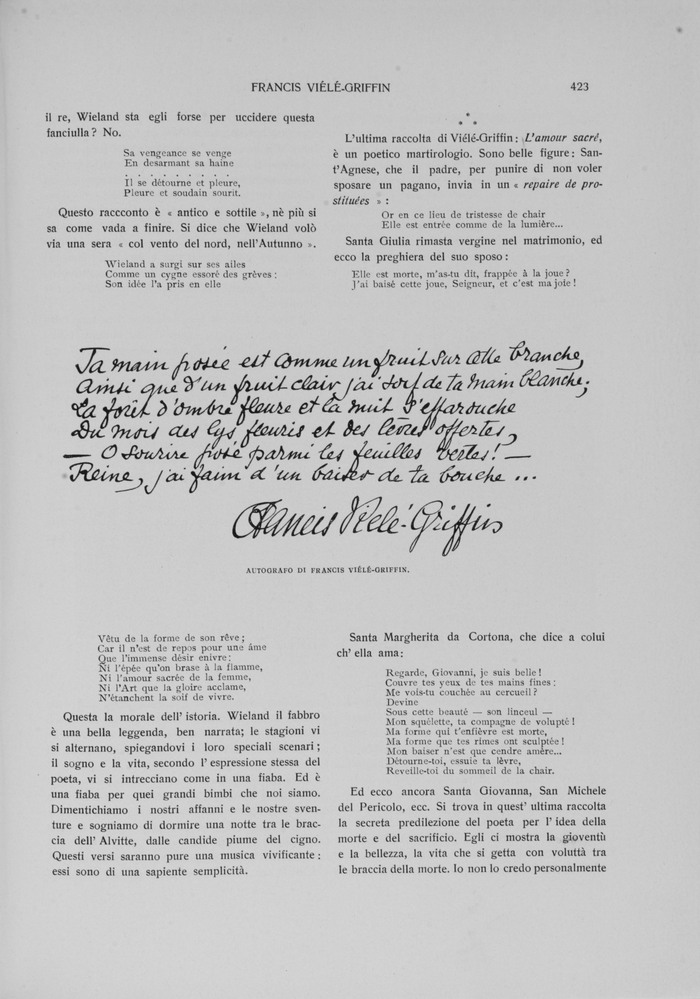 FRANCIS VIÉLÉ-GRIFFIN 423
il re, Wieland sta egli forse per uccidere questa
fanciulla? No.
Sa vengeance se venge
En desarmant sa haine
. . . . . . . . .
Il se détourne et pleure,
Pleure et soudain sourit.
Questo raccconto è « antico e sottile », nè più si
sa come vada a finire. Si dice che Wieland volò
via una sera « col vento del nord, nell'Autunno ».
Wieland a surgi sur ses ailes
Comme un cygne essoré des grèves :
Son idée l'a pris en elle
* * *
L'ultima raccolta di Viélé-Griffin : L'amour sacré,
è un poetico martirologio. Sono belle figure : San-
t'Agnese, che il padre, per punire di non voler
sposare un pagano, invia in un « repaire de pro-
stituées » :
Or en ce lieu de tristesse de chair
Elle est entrée comme de la lumière...
Santa Giulia rimasta vergine nel matrimonio, ed
ecco la preghiera del suo sposo :
Elle est morte, m'as-tu dit, frappée à la joue ?
J'ai baisé cette joue, Seigneur, et c'est ma joie !
Ta main posée est comme un fruit sur cette branche,
Ainsi que d'un fruit clair j'ai soif de ta main blanche ;
La forêt d'ombre fleure et la nuit s'effarouche
Du mois des lys fleuris et des lèvres offertes,
— O sourire posé parmi les feuilles vertes ! —
Reine, j'ai faim d'un baiser de ta bouche ...
Francis Viélé-Griffin
AUTOGRAFO DI FRANCIS VIÉLÉ-GRIFFIN.
Vêtu de la forme de son rêve ;
Car il n'est de repos pour une âme
Que l'immense désir enivre :
Ni l'épée qu'on brase à la flamme,
Ni l'amour sacrée de la femme,
Ni l'Art que la gloire acclame,
N'étanchent la soif de vivre.
Questa la morale dell' istoria. Wieland il fabbro
è una bella leggenda, ben narrata; le stagioni vi
si alternano, spiegandovi i loro speciali scenari ;
il sogno e la vita, secondo l' espressione stessa del
poeta, vi si intrecciano come in una fiaba. Ed è
una fiaba per quei grandi bimbi che noi siamo.
Dimentichiamo i nostri affanni e le nostre sven-
ture e sogniamo di dormire una notte tra le brac-
cia dell' Alvitte, dalle candide piume del cigno.
Questi versi saranno pure una musica vivificante :
essi sono di una sapiente semplicità.
Santa Margherita da Cortona, che dice a colui
ch' ella ama :
Regarde, Giovanni, je suis belle !
Couvre tes yeux de tes mains fines :
Me vois-tu couchée au cercueil ?
Devine
Sous cette beauté — son linceul —
Mon squélette, ta compagne de volupté !
Ma forme qui t'enfièvre est morte,
Ma forme que tes rimes ont sculptée !
Mon baiser n'est que cendre amère...
Détourne-toi, essuie ta lèvre,
Reveille-toi du sommeil de la chair.
Ed ecco ancora Santa Giovanna, San Michele
del Pericolo, ecc. Si trova in quest' ultima raccolta
la secreta predilezione del poeta per l' idea della
morte e del sacrificio. Egli ci mostra la gioventù
e la bellezza, la vita che si getta con voluttà tra
le braccia della morte. Io non lo credo personalmente